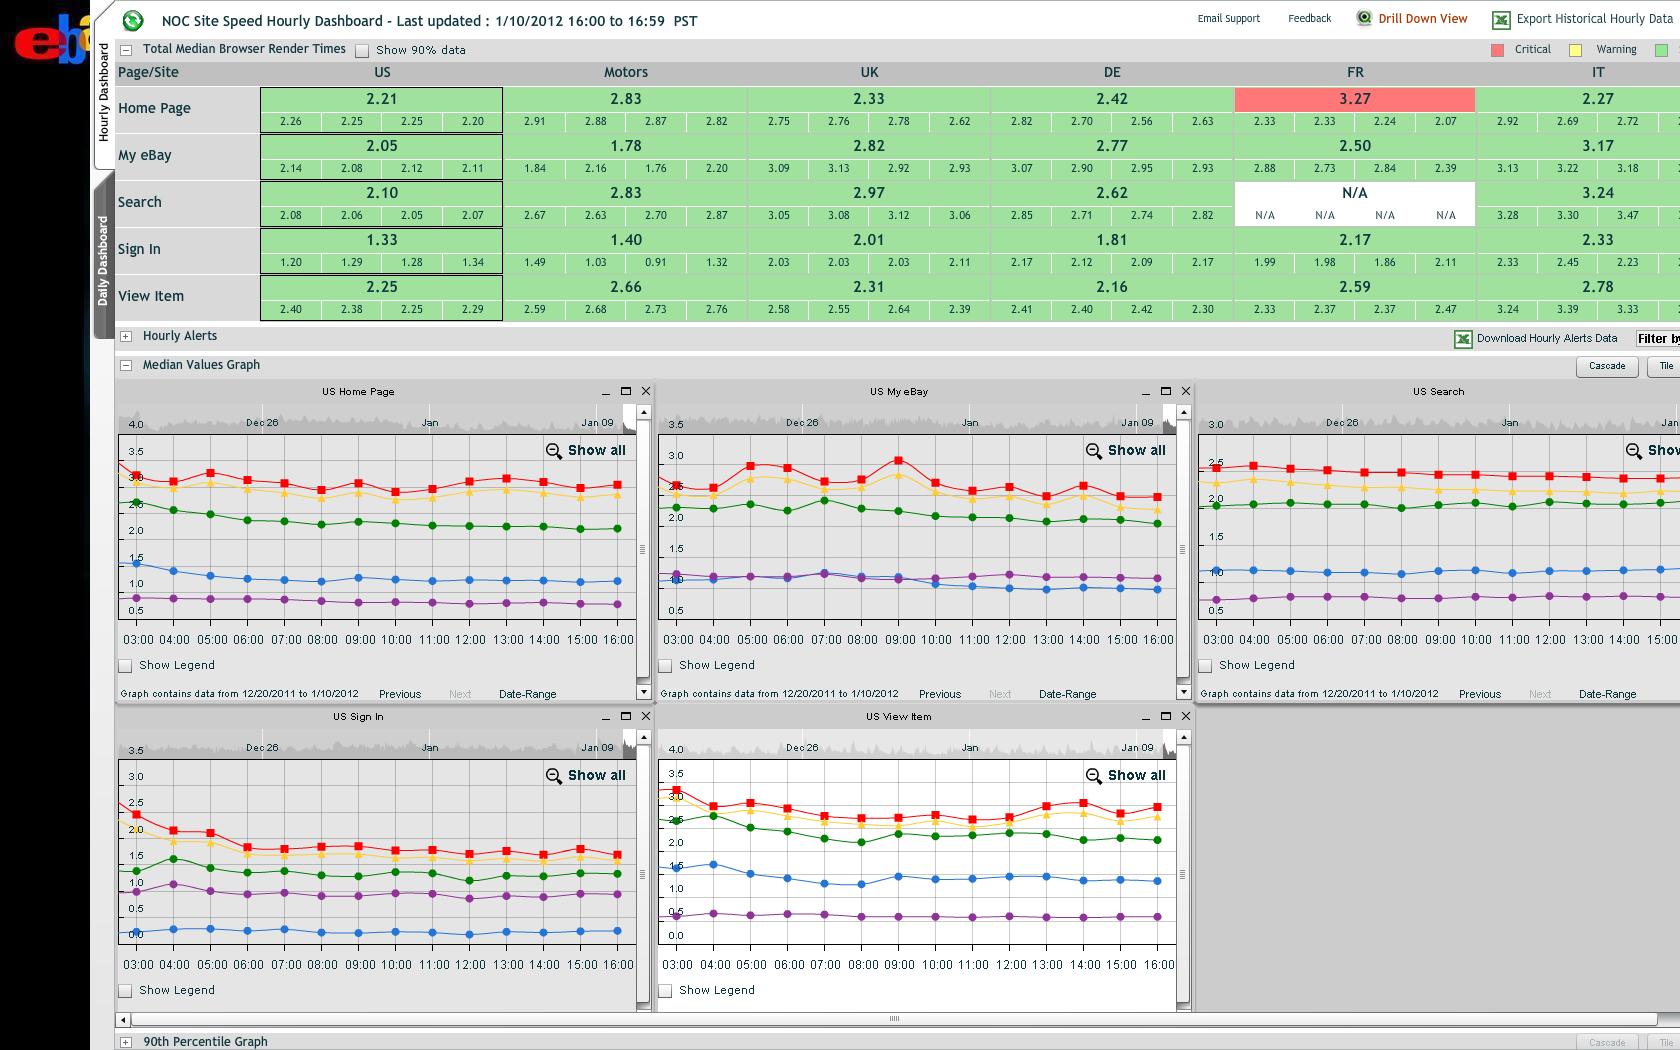 NOC Site Speed Hourly Dashboard - Last updated : 1/10/2012 16:00 to 16:59 PST
Email Support Feedback Drill Down View Export Historical Hourly Data
Hourly Dashboard
Daily Dashboard
Total Median Browser Render Times Show 90% data Critical Warning
Page/Site US Motors UK DE FR IT
Home Page 2.21 2.83 2.33 2.42 3.27 2.27
2.26 2.25 2.25 2.20 2.91 2.88 2.87 2.82 2.75 2.76 2.78 2.62 2.82 2.70 2.56 2.63 2.33 2.33 2.24 2.07 2.92 2.69 2.72
My eBay 2.05 1.78 2.82 2.77 2.50 3.17
2.14 2.08 2.12 2.11 1.84 2.16 1.76 2.20 3.09 3.13 2.92 2.93 3.07 2.90 2.95 2.93 2.88 2.73 2.84 2.39 3.13 3.22 3.18
Search 2.10 2.83 2.97 2.62 N/A 3.24
2.08 2.06 2.05 2.07 2.67 2.63 2.70 2.87 3.05 3.08 3.12 3.06 2.85 2.71 2.74 2.82 N/A N/A N/A N/A 3.28 3.30 3.47
Sign In 1.33 1.40 2.01 1.81 2.17 2.33
1.20 1.29 1.28 1.34 1.49 1.03 0.91 1.32 2.03 2.03 2.03 2.11 2.17 2.12 2.09 2.17 1.99 1.98 1.86 2.11 2.33 2.45 2.23
View Item 2.25 2.66 2.31 2.16 2.59 2.78
2.40 2.38 2.25 2.29 2.59 2.68 2.73 2.76 2.58 2.55 2.64 2.39 2.41 2.40 2.42 2.30 2.33 2.37 2.37 2.47 3.24 3.39 3.33
Hourly Alerts Download Hourly Alerts Data Filter by
Median Values Graph Cascade Tile
US Home Page
Dec 26 Jan Jan 09
Show all
4.0
3.5
3.0
2.5
2.0
1.5
1.0
0.5
03:00 04:00 05:00 06:00 07:00 08:00 09:00 10:00 11:00 12:00 13:00 14:00 15:00 16:00
Show Legend
Graph contains data from 12/20/2011 to 1/10/2012 Previous Next Date-Range
US My eBay
Dec 26 Jan Jan 09
Show all
3.5
3.0
2.5
2.0
1.5
1.0
0.5
03:00 04:00 05:00 06:00 07:00 08:00 09:00 10:00 11:00 12:00 13:00 14:00 15:00 16:00
Show Legend
Graph contains data from 12/20/2011 to 1/10/2012 Previous Next Date-Range
US Search
Dec 26 Jan Jan
Show
3.0
2.5
2.0
1.5
1.0
0.5
03:00 04:00 05:00 06:00 07:00 08:00 09:00 10:00 11:00 12:00 13:00 14:00 15:00
Show Legend
Graph contains data from 12/20/2011 to 1/10/2012 Previous Next Date-Range
US Sign In
Dec 26 Jan Jan 09
Show all
3.5
3.0
2.5
2.0
1.5
1.0
0.5
0.0
03:00 04:00 05:00 06:00 07:00 08:00 09:00 10:00 11:00 12:00 13:00 14:00 15:00 16:00
Show Legend
US View Item
Dec 26 Jan Jan 09
Show all
4.0
3.5
3.0
2.5
2.0
1.5
1.0
0.5
0.0
03:00 04:00 05:00 06:00 07:00 08:00 09:00 10:00 11:00 12:00 13:00 14:00 15:00 16:00
Show Legend
90th Percentile Graph Cascade Tile